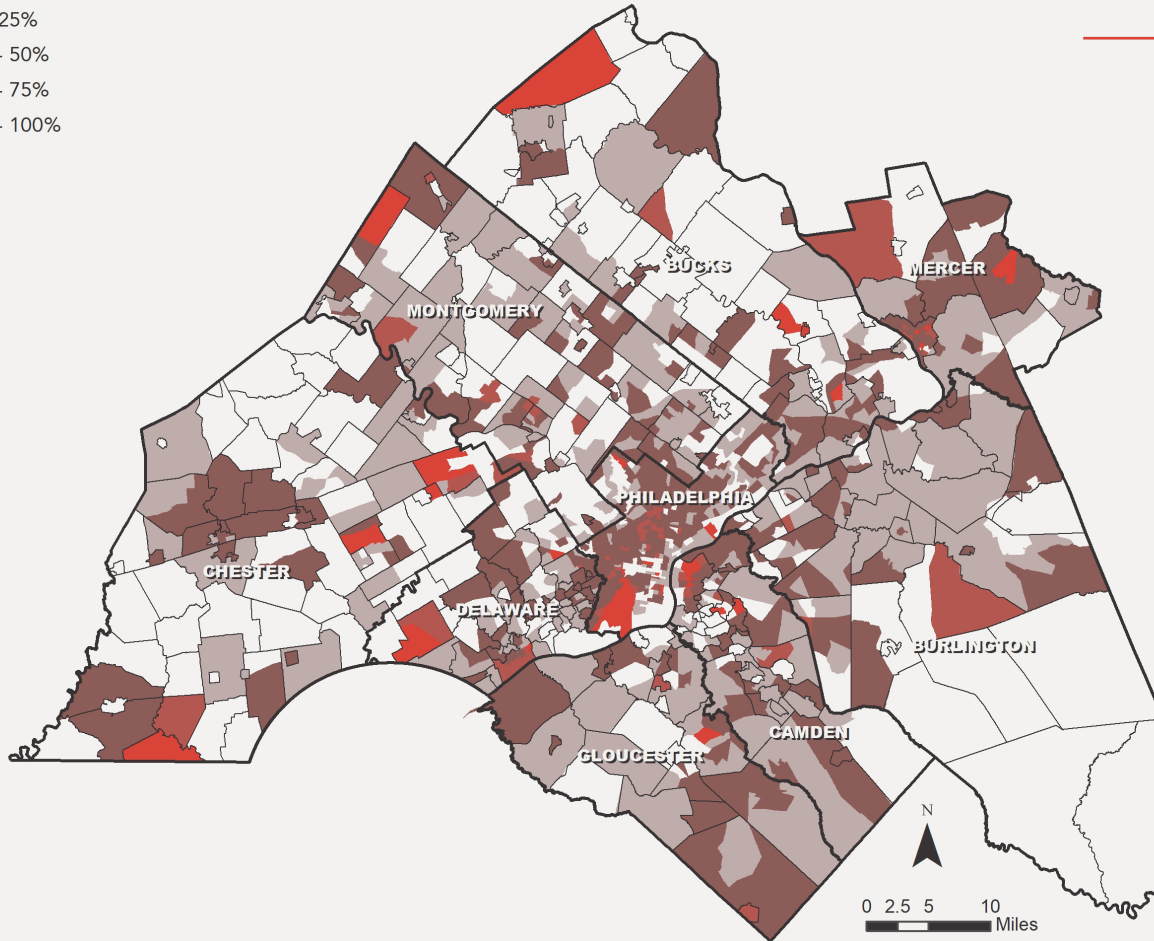 25%
- 50%
- 75%
- 100%
BUCKS
MERCER
MONTGOMERY
PHILADELPHIA
CHESTER
DELAWARE
BURLINGTON
CAMDEN
GLOUCESTER
N
0 2.5 5 10
Miles